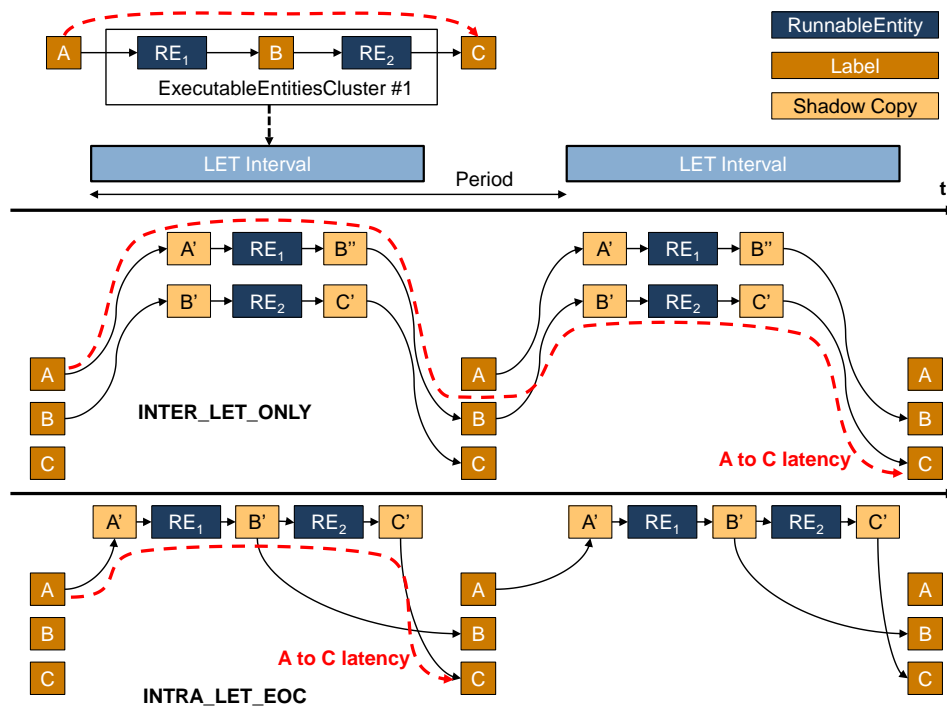 A RE1 B RE2 C
ExecutableEntitiesCluster #1
RunnableEntity
Label
Shadow Copy
LET Interval LET Interval
Period
t
A' RE1 B'' A' RE1 B''
B' RE2 C' B' RE2 C'
A A A
B B B
INTER_LET_ONLY
C C C
A to C latency
A' RE1 B' RE2 C' A' RE1 B' RE2 C'
A A A
B B B
C C C
A to C latency
INTRA_LET_EOC